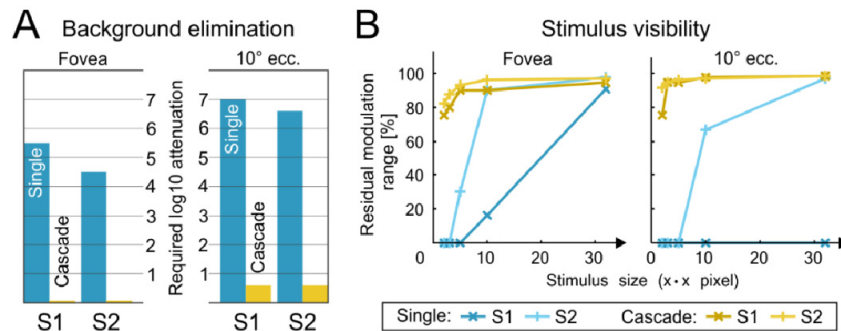 A Background elimination
Fovea
10° ecc.
7
6
5
4
3
2
1
Required log10 attenuation
7
6
5
4
3
2
1
Single
Cascade
Single
Cascade
S1 S2
S1 S2
B Stimulus visibility
Fovea
10° ecc.
Residual modulation
range [%]
100
80
60
40
20
0 10 20 30
0 10 20 30
Stimulus size (x·x pixel)
Single: S1 S2 Cascade: S1 S2